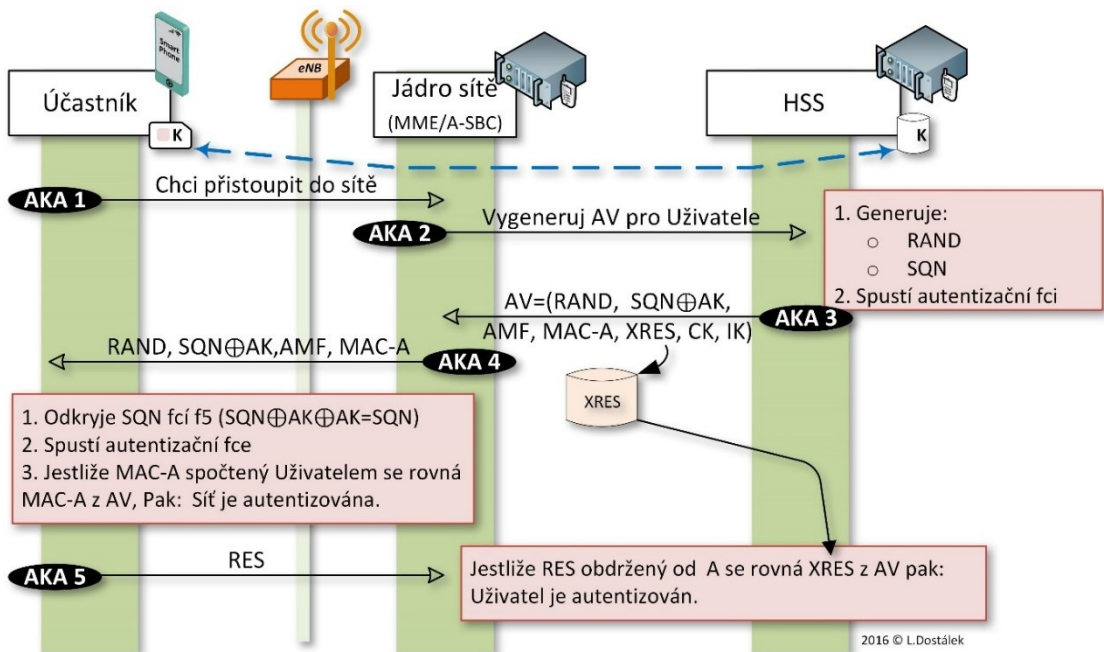 Smart
Phone
eNB
Účastník
Jádro sítě
(MME/A-SBC)
HSS
K
K
Chci přistoupit do sítě
AKA 1
AKA 2
Vygeneruj AV pro Uživatele
1. Generuje:
○ RAND
○ SQN
2. Spustí autentizační fci
AV=(RAND, SQN⊕AK,
AMF, MAC-A, XRES, CK, IK)
AKA 3
RAND, SQN⊕AK,AMF, MAC-A
AKA 4
XRES
1. Odkryje SQN fcí f5 (SQN⊕AK⊕AK=SQN)
2. Spustí autentizační fce
3. Jestliže MAC-A spočtený Uživatelem se rovná
MAC-A z AV, Pak: Síť je autentizována.
AKA 5
RES
Jestliže RES obdržený od A se rovná XRES z AV pak:
Uživatel je autentizován.
2016 © L.Dostálek